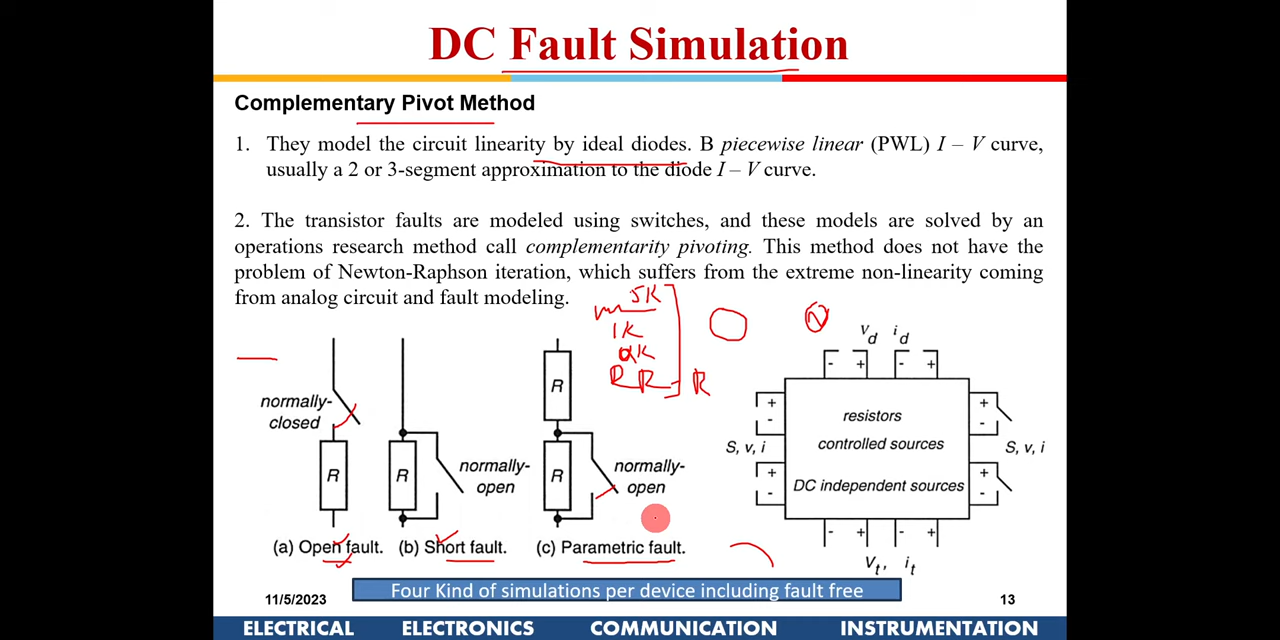 DC Fault Simulation
Complementary Pivot Method
1. They model the circuit linearity by ideal diodes. B piecewise linear (PWL) I – V curve,
usually a 2 or 3-segment approximation to the diode I – V curve.
2. The transistor faults are modeled using switches, and these models are solved by an
operations research method call complementarity pivoting. This method does not have the
problem of Newton-Raphson iteration, which suffers from the extreme non-linearity coming
from analog circuit and fault modeling.
5K
1K
2K
R R R
normally-
closed
R
(a) Open fault.
R
normally-
open
(b) Short fault.
R
R
normally-
open
(c) Parametric fault.
Vd id
- + - +
+
-
S, v, i
+
-
resistors
controlled sources
DC independent sources
+
-
S, v, i
+
-
- + - +
Vt, it
Four Kind of simulations per device including fault free
11/5/2023
13
ELECTRICAL ELECTRONICS COMMUNICATION INSTRUMENTATION